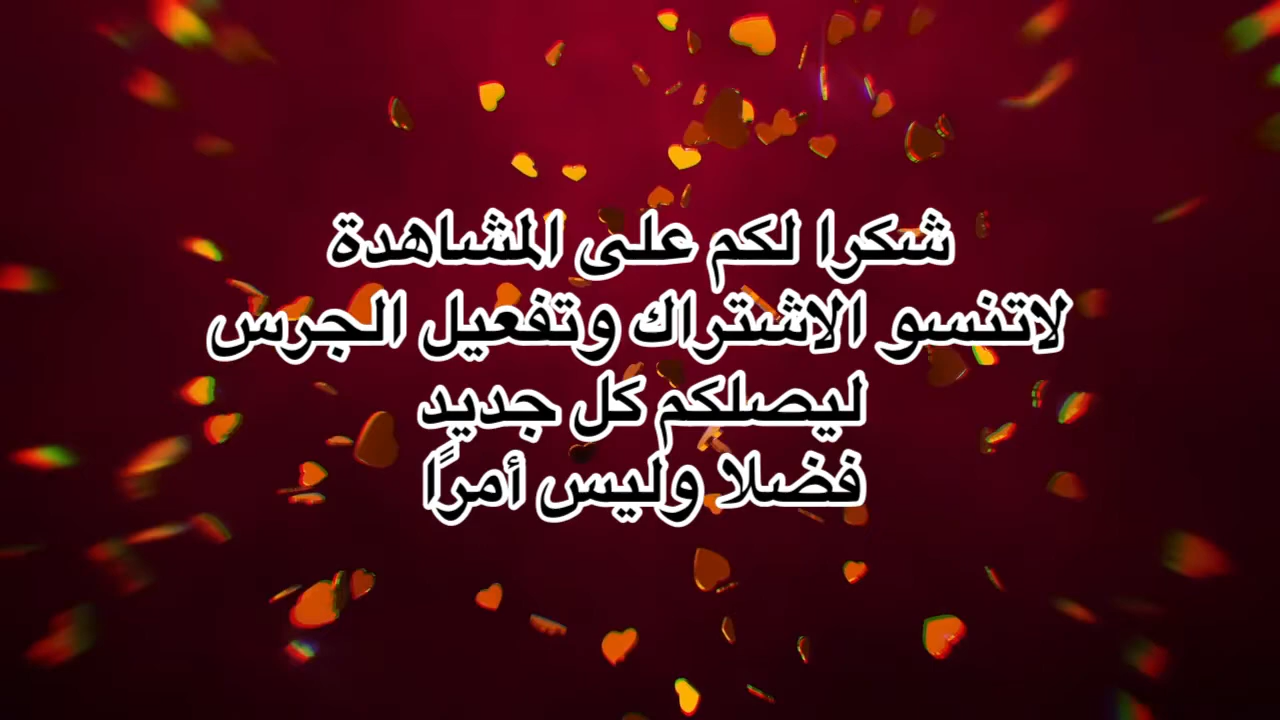 شكرا لكم على المشاهدة
لاتنسو الاشتراك وتفعيل الجرس
ليصلكم كل جديد
فضلا وليس أمرًا